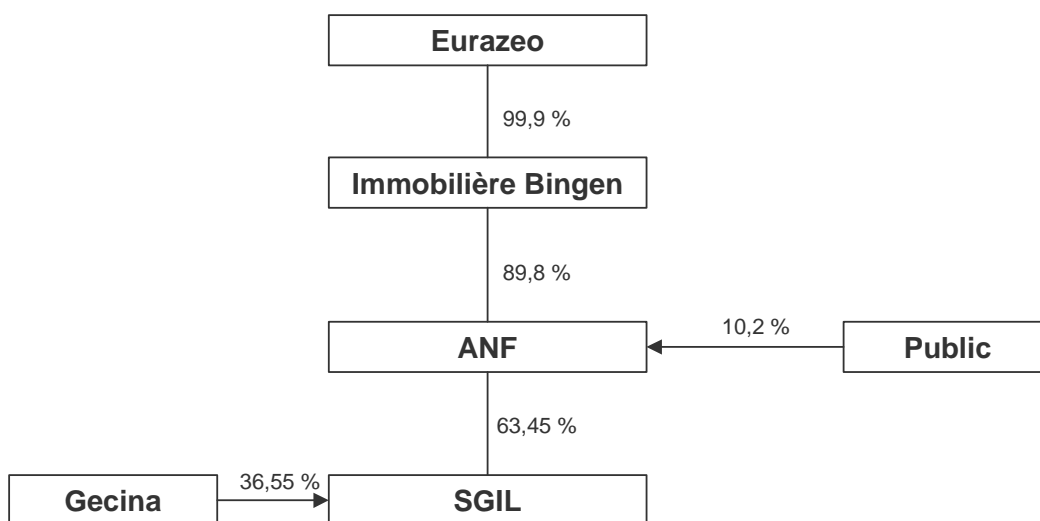 Eurazeo
99,9 %
Immobilière Bingen
89,8 %
10,2 %
ANF
Public
63,45 %
36,55 %
Gecina
SGIL